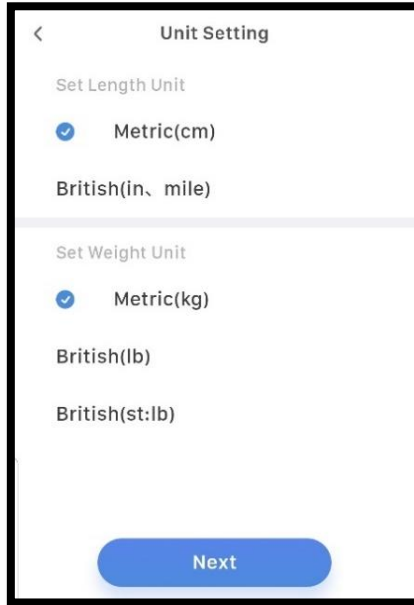 Unit Setting
Set Length Unit
Metric(cm)
British(in、mile)
Set Weight Unit
Metric(kg)
British(lb)
British(st:lb)
Next